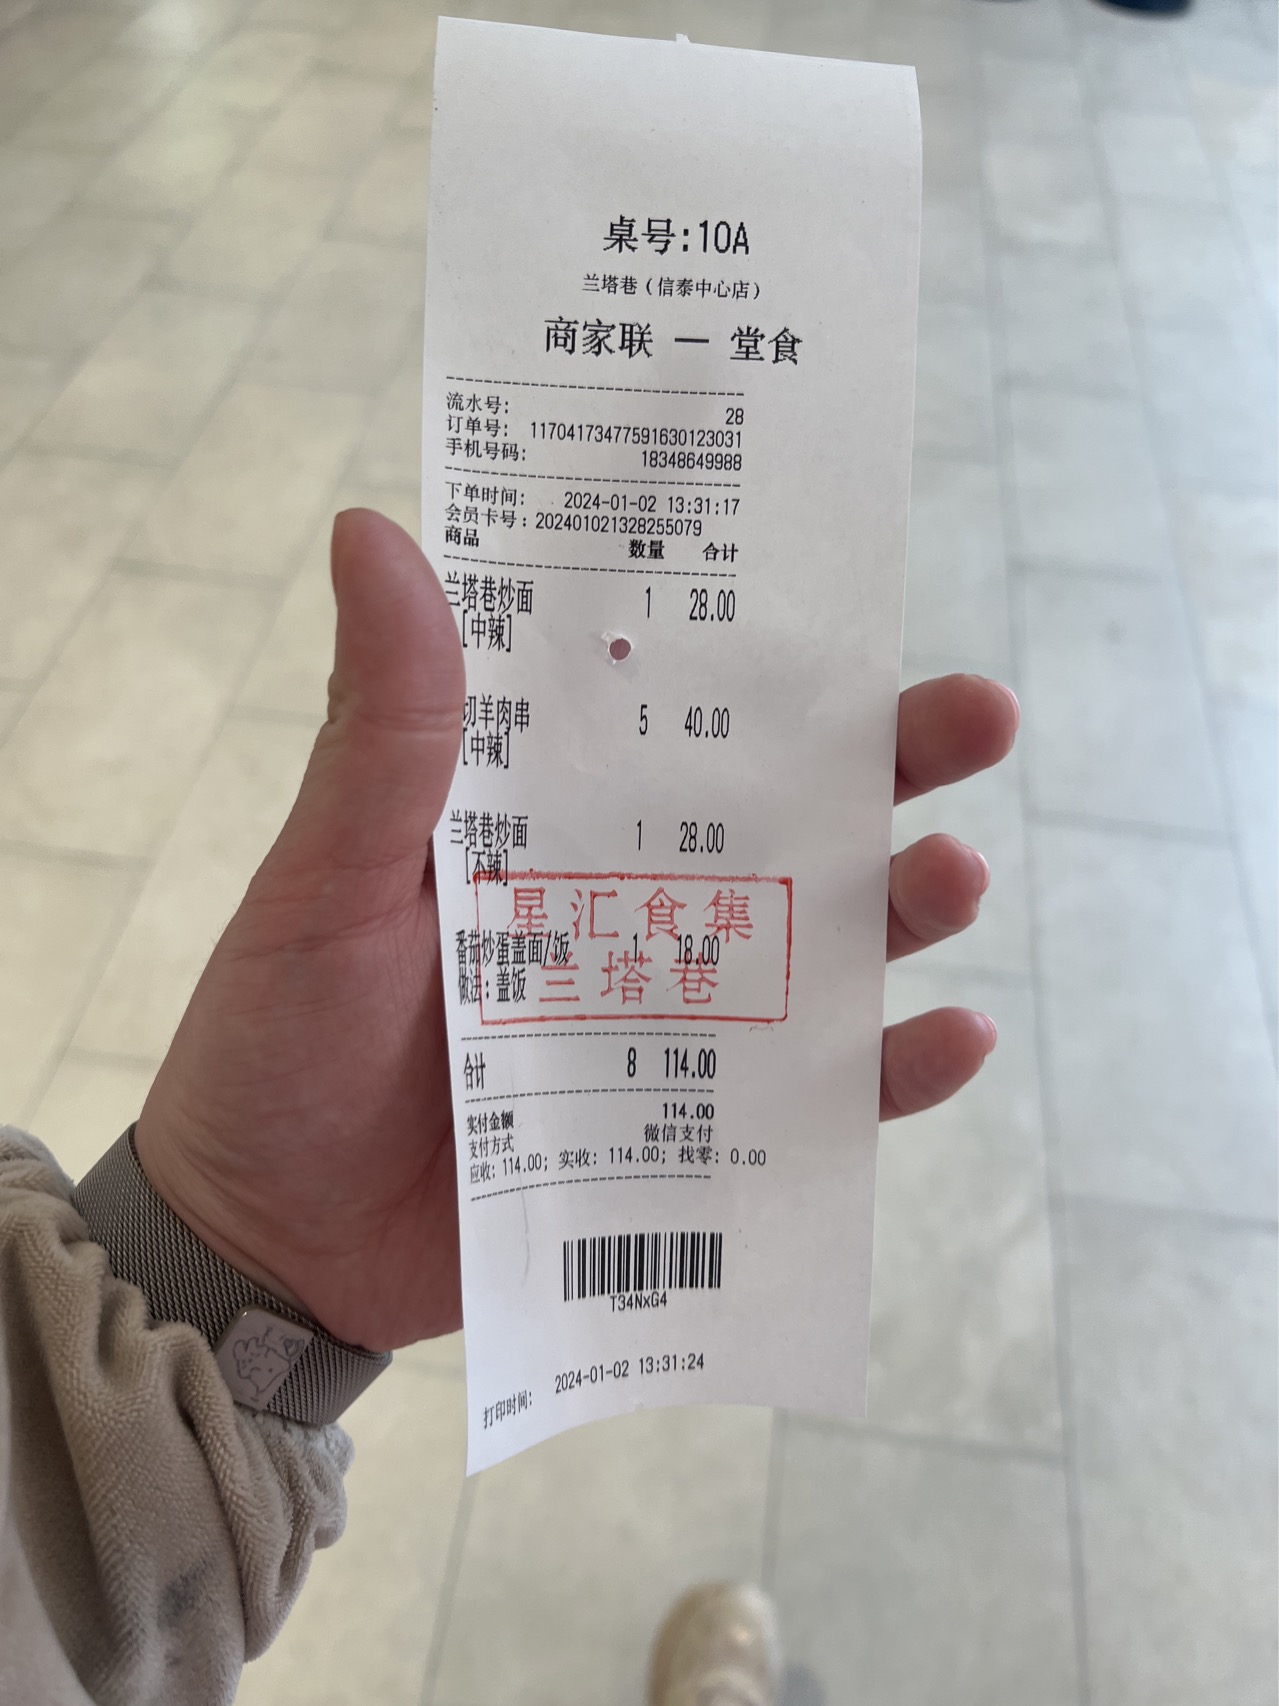 桌号:10A
兰塔巷(信泰中心店)
商家联 一 堂食
流水号: 28
订单号: 11704173477591630123031
手机号码: 18348649988
下单时间: 2024-01-02 13:31:17
会员卡号:202401021328255079
商品 数量 合计
兰塔巷炒面 1 28.00
[中辣]
切羊肉串 5 40.00
[中辣]
兰塔巷炒面 1 28.00
[不辣]
星汇食集
番茄炒蛋盖面/饭 1 18.00
兰塔巷
做法:盖饭
合计 8 114.00
实付金额 114.00
支付方式 微信支付
应收:114.00; 实收:114.00; 找零:0.00
T34NxG4
打印时间: 2024-01-02 13:31:24